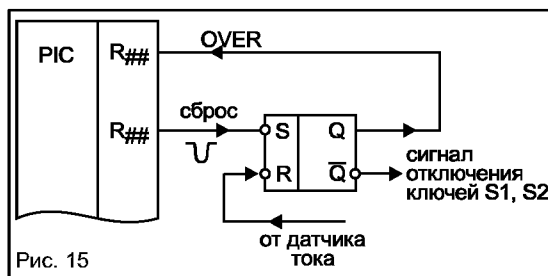 PIC
R##
OVER
R##
сброс
S
Q
R
Q̅
сигнал
отключения
ключей S1, S2
от датчика
тока
Рис. 15